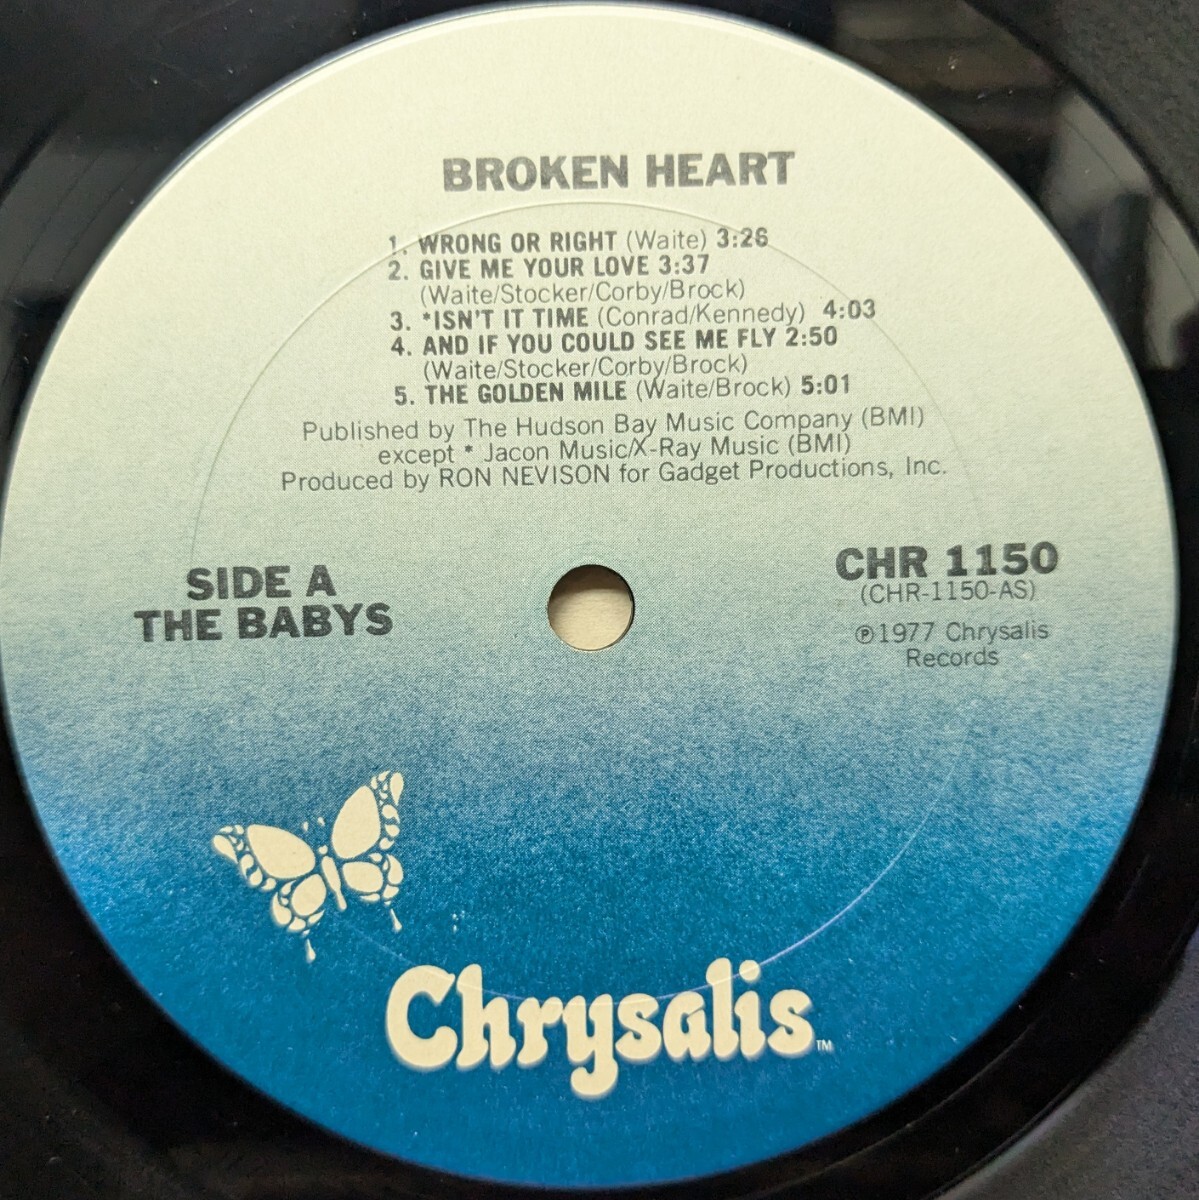 BROKEN HEART
1. WRONG OR RIGHT (Waite) 3:26
2. GIVE ME YOUR LOVE 3:37
(Waite/Stocker/Corby/Brock)
3. *ISN'T IT TIME (Conrad/Kennedy) 4:03
4. AND IF YOU COULD SEE ME FLY 2:50
(Waite/Stocker/Corby/Brock)
5. THE GOLDEN MILE (Waite/Brock) 5:01
Published by The Hudson Bay Music Company (BMI)
except * Jacon Music/X-Ray Music (BMI)
Produced by RON NEVISON for Gadget Productions, Inc.
SIDE A
THE BABYS
CHR 1150
(CHR-1150-AS)
℗1977 Chrysalis
Records
Chrysalis™